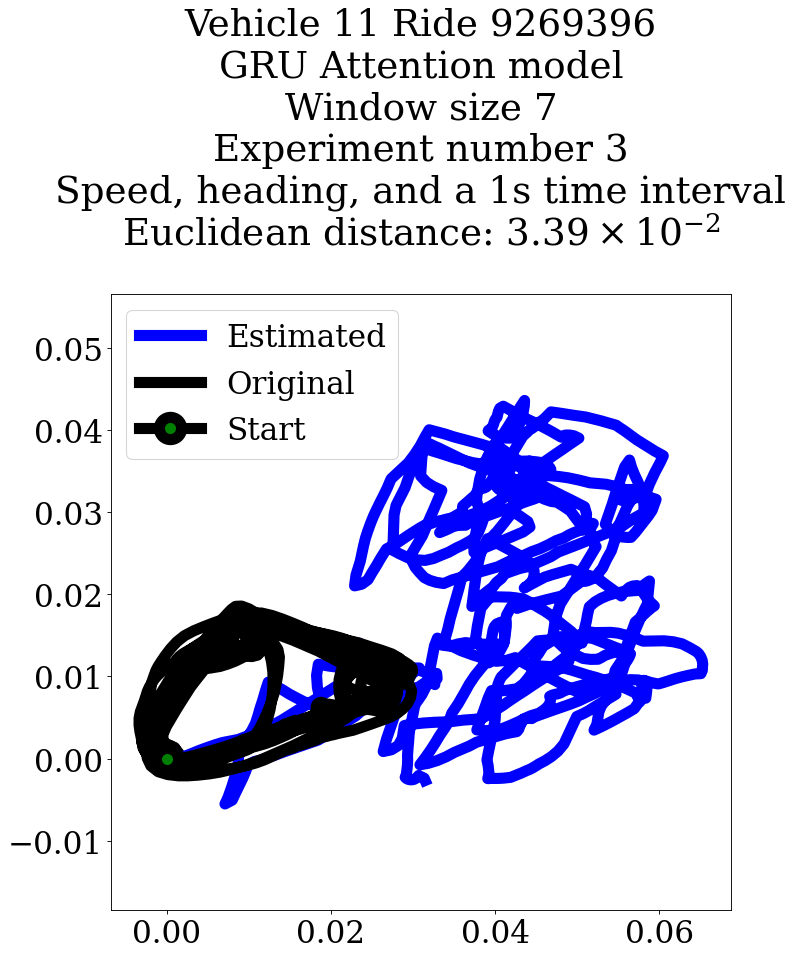 Vehicle 11 Ride 9269396
GRU Attention model
Window size 7
Experiment number 3
Speed, heading, and a 1s time interval
Euclidean distance: 3.39 × 10⁻²
Estimated
Original
Start
0.05
0.04
0.03
0.02
0.01
0.00
−0.01
0.00 0.02 0.04 0.06